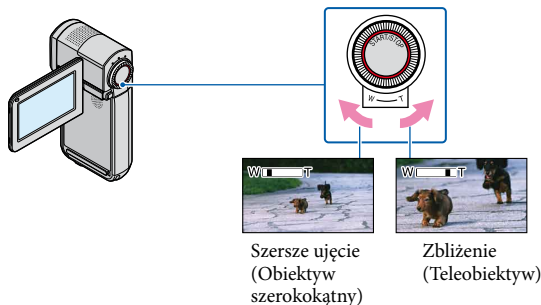 START/STOP
W T
W T
W T
Szersze ujęcie
(Obiektyw
szerokokątny)
Zbliżenie
(Teleobiektyw)